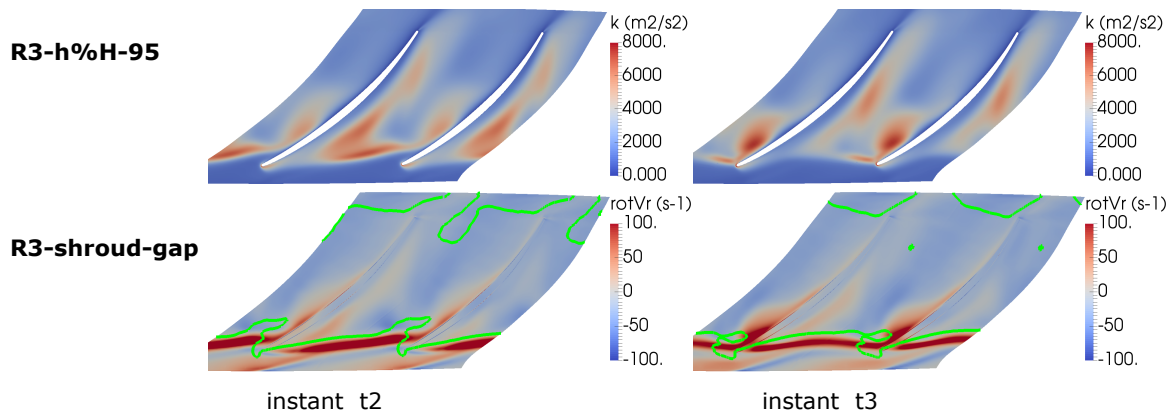 k (m2/s2)
8000.
6000
4000
2000
0.000
k (m2/s2)
8000.
6000
4000
2000
0.000
R3-h%H-95
rotVr (s-1)
100.
50
0
-50
-100.
rotVr (s-1)
100.
50
0
-50
-100.
R3-shroud-gap
instant t2
instant t3